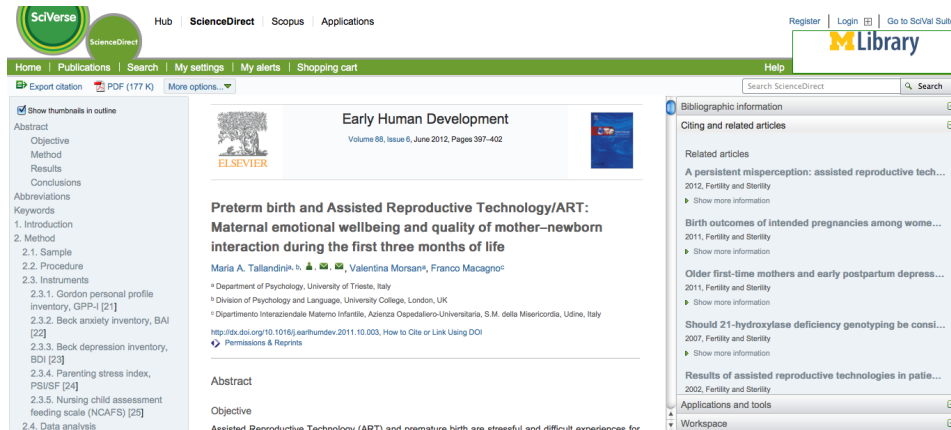 SciVerse
ScienceDirect
Hub | ScienceDirect Scopus Applications
Register | Login | Go to SciVal Suite
M Library
Home | Publications | Search | My settings | My alerts | Shopping cart
Help
Export citation PDF (177 K) More options...
Search ScienceDirect
Search
Show thumbnails in outline
Abstract
Objective
Method
Results
Conclusions
Abbreviations
Keywords
1. Introduction
2. Method
2.1. Sample
2.2. Procedure
2.3. Instruments
2.3.1. Gordon personal profile
inventory, GPP-I [21]
2.3.2. Beck anxiety inventory, BAI
[22]
2.3.3. Beck depression inventory,
BDI [23]
2.3.4. Parenting stress index,
PSI/SF [24]
2.3.5. Nursing child assessment
feeding scale (NCAFS) [25]
2.4. Data analysis
ELSEVIER
Early Human Development
Volume 88, Issue 6, June 2012, Pages 397–402
Preterm birth and Assisted Reproductive Technology/ART:
Maternal emotional wellbeing and quality of mother–newborn
interaction during the first three months of life
Maria A. Tallandini a, b, , , , Valentina Morsan a, Franco Macagno c
a Department of Psychology, University of Trieste, Italy
b Division of Psychology and Language, University College, London, UK
c Dipartimento Interaziendale Materno Infantile, Azienza Ospedaliero-Universitaria, S.M. della Misericordia, Udine, Italy
http://dx.doi.org/10.1016/j.earlhumdev.2011.10.003, How to Cite or Link Using DOI
Permissions & Reprints
Abstract
Objective
Assisted Reproductive Technology (ART) and premature birth are stressful and difficult experiences for
Bibliographic information
Citing and related articles
Related articles
A persistent misperception: assisted reproductive tech...
2012, Fertility and Sterility
Show more information
Birth outcomes of intended pregnancies among wome...
2011, Fertility and Sterility
Show more information
Older first-time mothers and early postpartum depress...
2011, Fertility and Sterility
Show more information
Should 21-hydroxylase deficiency genotyping be consi...
2007, Fertility and Sterility
Show more information
Results of assisted reproductive technologies in patie...
2002, Fertility and Sterility
Applications and tools
Workspace